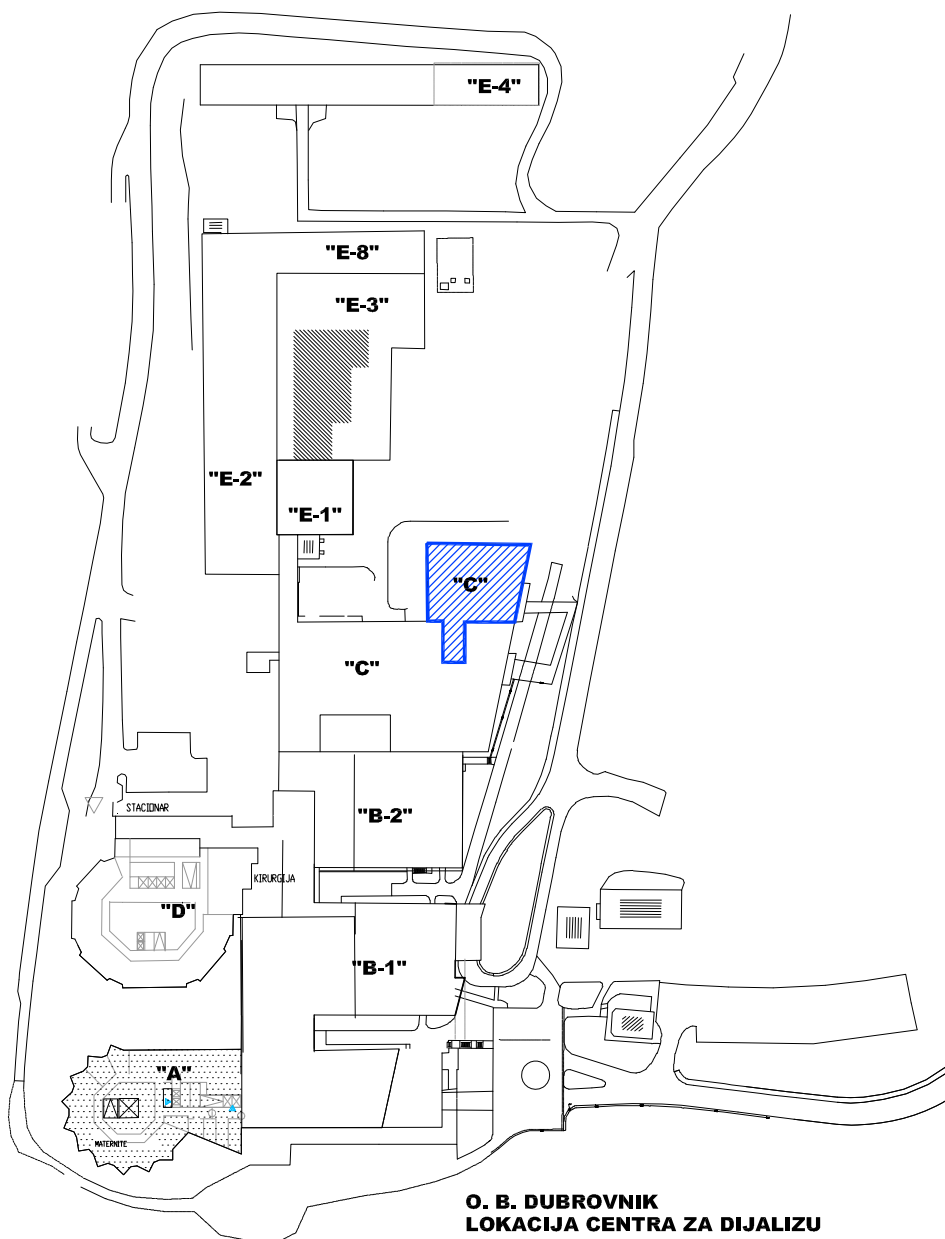 "E-4"
"E-8"
"E-3"
"E-2"
"E-1"
"C"
"C"
"B-2"
STACIONAR
KIRURGIJA
"D"
"B-1"
"A"
MATERNITE
O. B. DUBROVNIK
LOKACIJA CENTRA ZA DIJALIZU